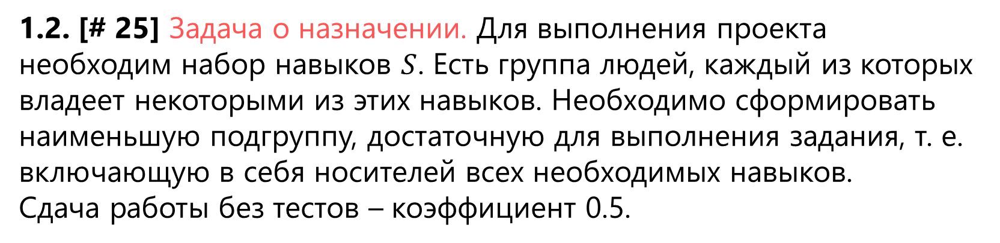 1.2. [# 25] Задача о назначении. Для выполнения проекта
необходим набор навыков S. Есть группа людей, каждый из которых
владеет некоторыми из этих навыков. Необходимо сформировать
наименьшую подгруппу, достаточную для выполнения задания, т. е.
включающую в себя носителей всех необходимых навыков.
Сдача работы без тестов – коэффициент 0.5.